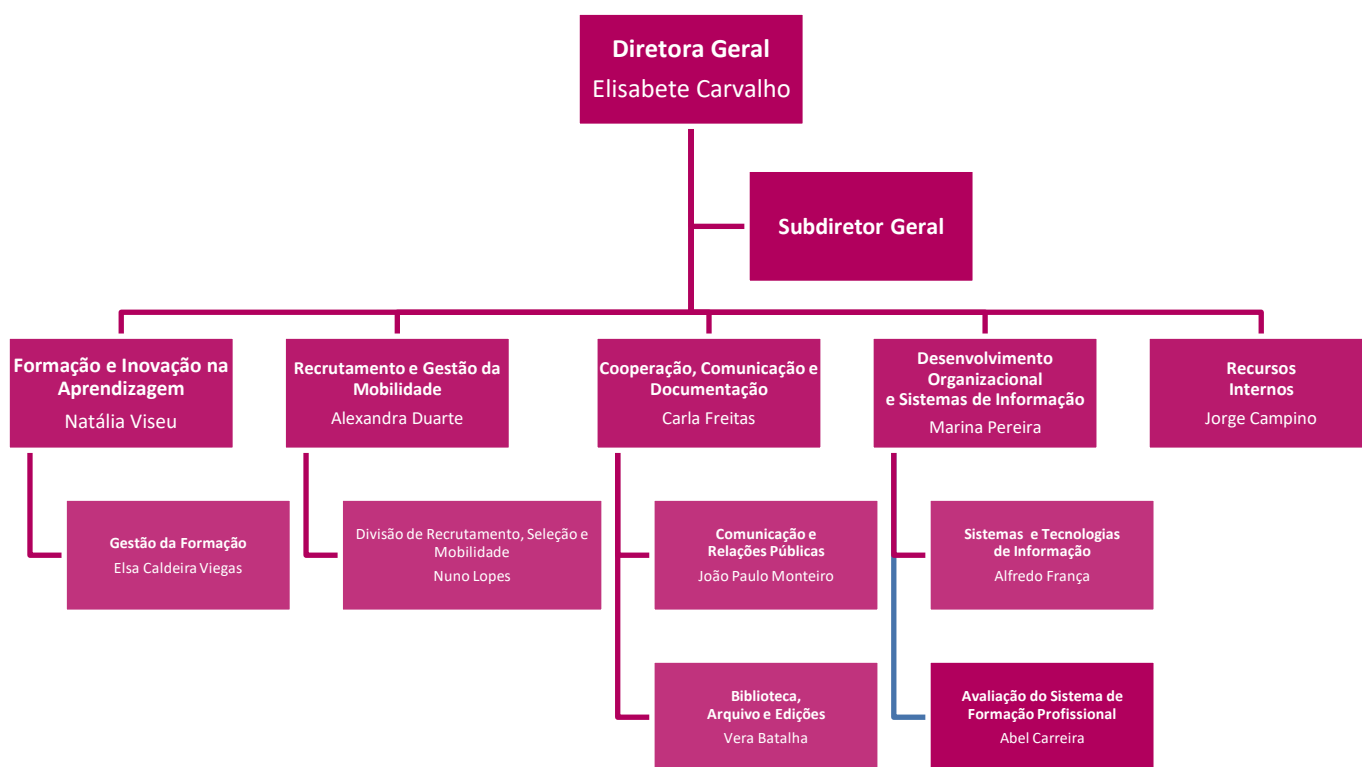 Diretora Geral
Elisabete Carvalho
Subdiretor Geral
Formação e Inovação na
Aprendizagem
Natália Viseu
Recrutamento e Gestão da
Mobilidade
Alexandra Duarte
Cooperação, Comunicação e
Documentação
Carla Freitas
Desenvolvimento
Organizacional
e Sistemas de Informação
Marina Pereira
Recursos
Internos
Jorge Campino
Gestão da Formação
Elsa Caldeira Viegas
Divisão de Recrutamento, Seleção e
Mobilidade
Nuno Lopes
Comunicação e
Relações Públicas
João Paulo Monteiro
Sistemas e Tecnologias
de Informação
Alfredo França
Biblioteca,
Arquivo e Edições
Vera Batalha
Avaliação do Sistema de
Formação Profissional
Abel Carreira